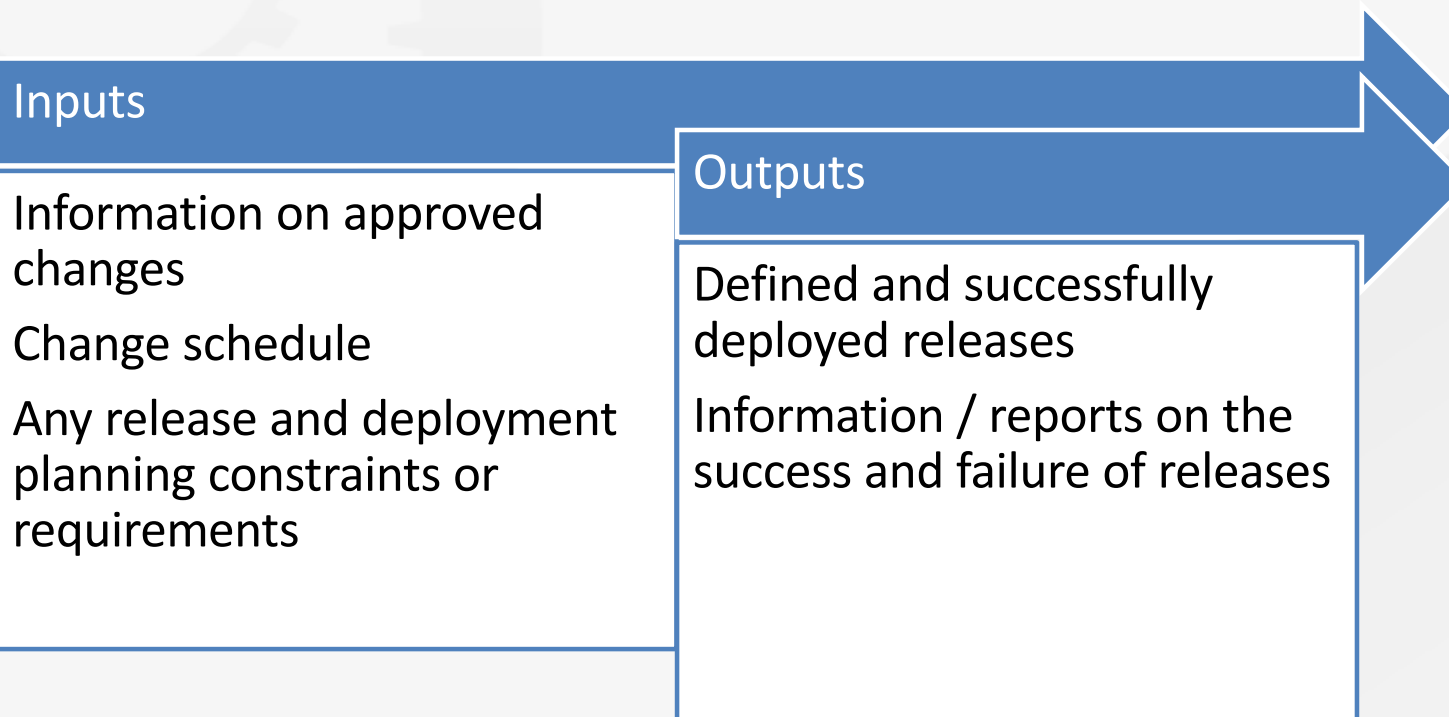 Inputs
Information on approved
changes
Change schedule
Any release and deployment
planning constraints or
requirements
Outputs
Defined and successfully
deployed releases
Information / reports on the
success and failure of releases